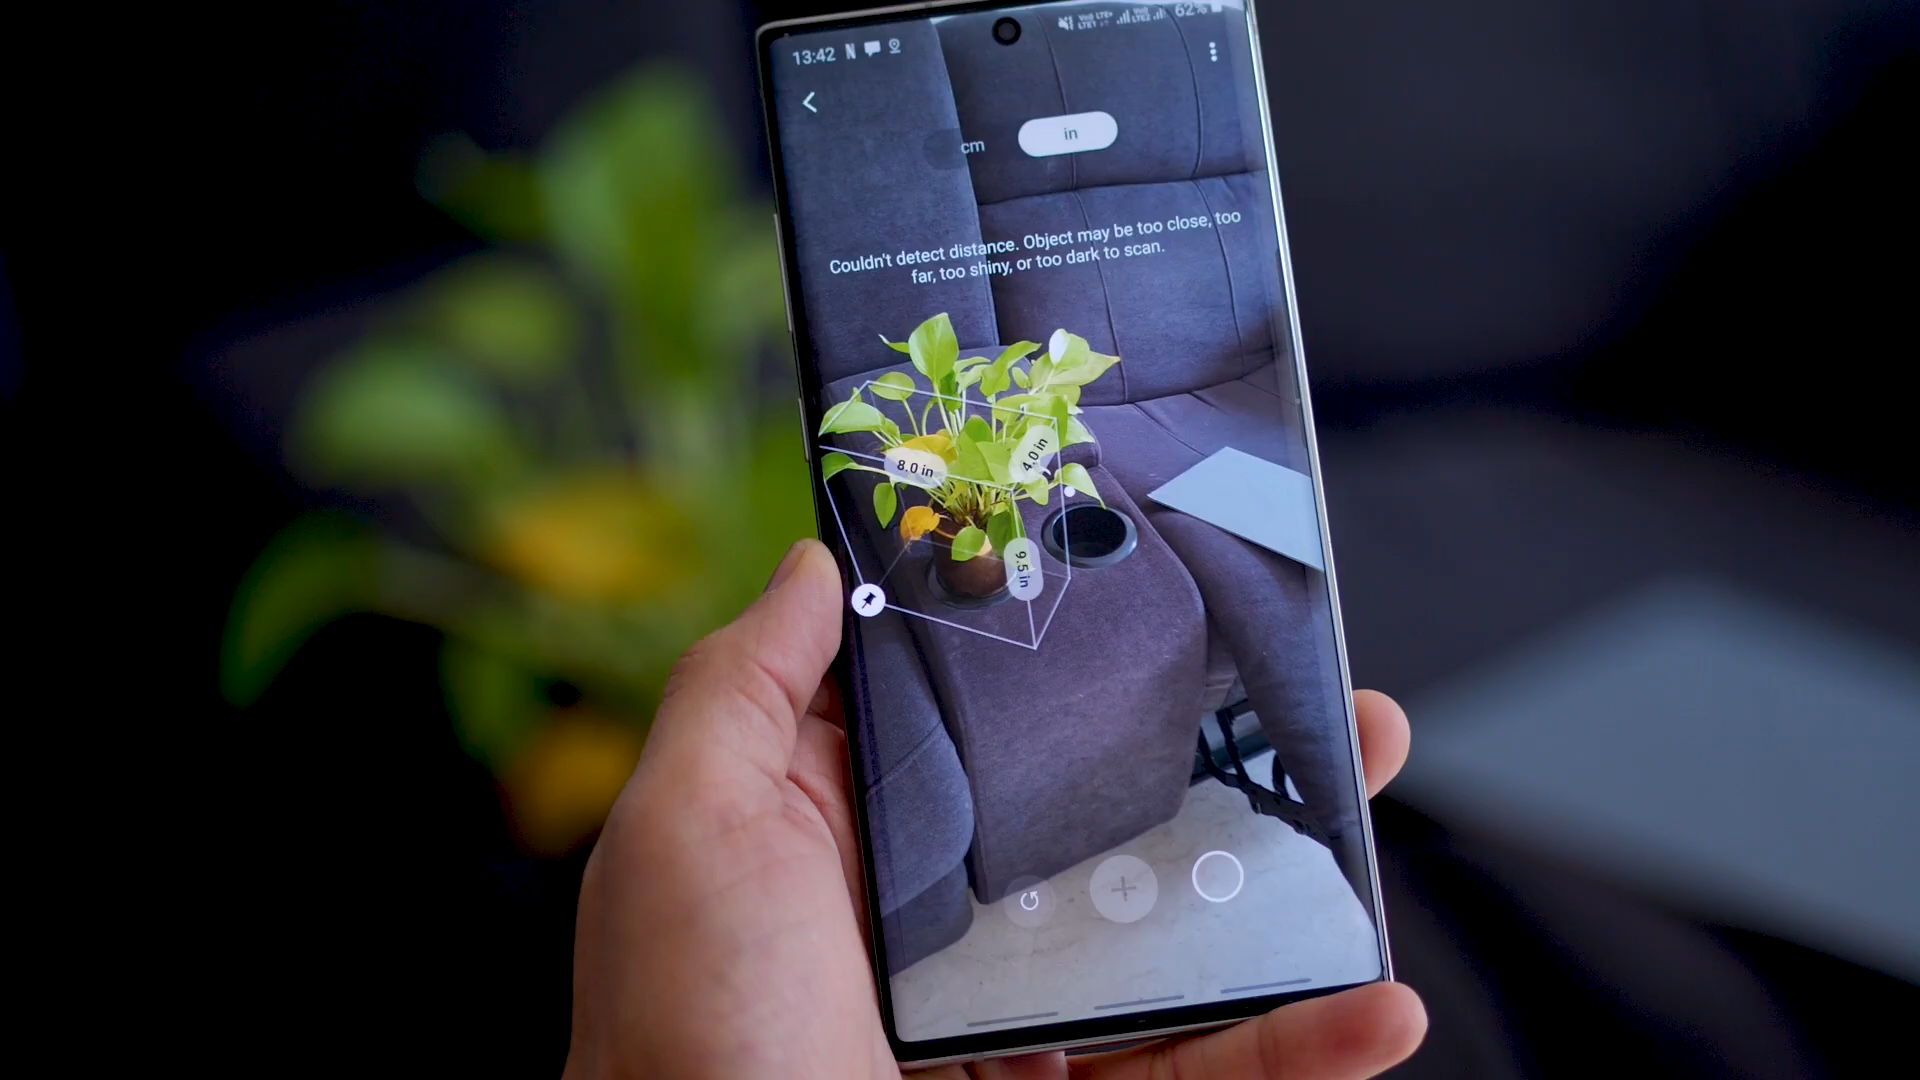 13:42
62%
cm
in
Couldn't detect distance. Object may be too close, too
far, too shiny, or too dark to scan.
8.0 in
4.0 in
9.5 in